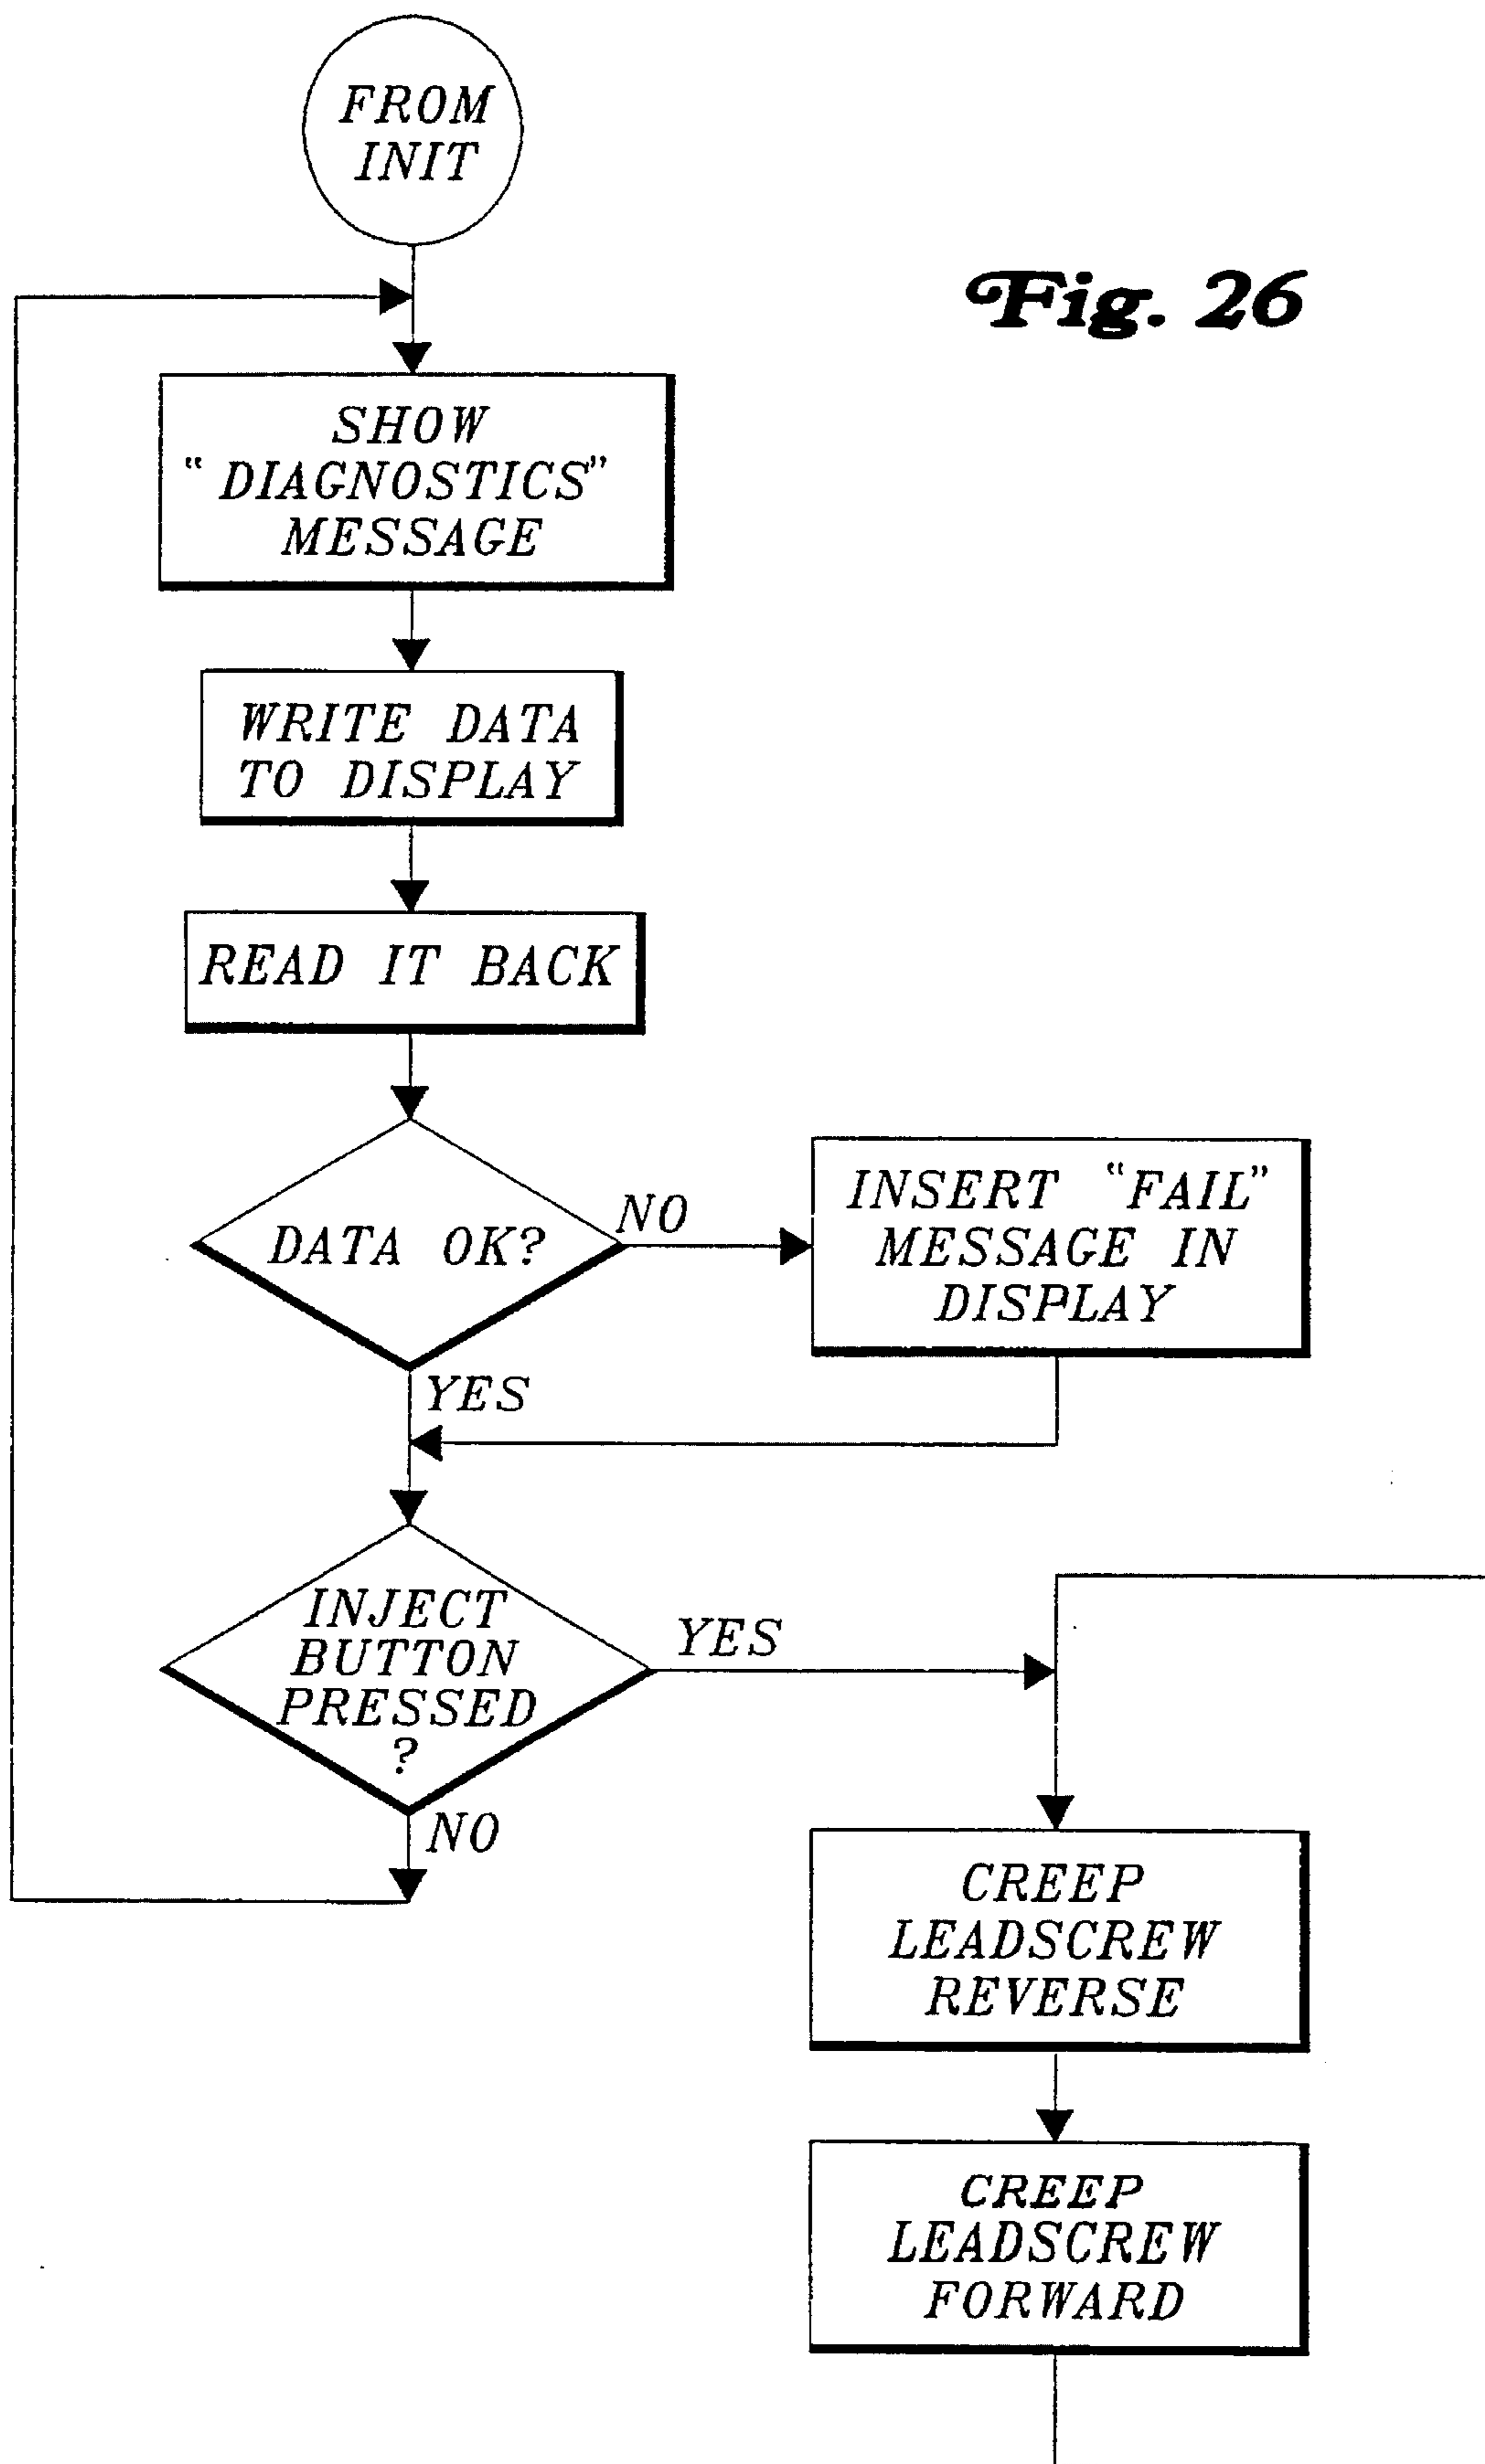 FROM
INIT
Fig. 26
SHOW
"DIAGNOSTICS"
MESSAGE
WRITE DATA
TO DISPLAY
READ IT BACK
DATA OK?
NO
INSERT "FAIL"
MESSAGE IN
DISPLAY
YES
INJECT
BUTTON
PRESSED
?
YES
NO
CREEP
LEADSCREW
REVERSE
CREEP
LEADSCREW
FORWARD